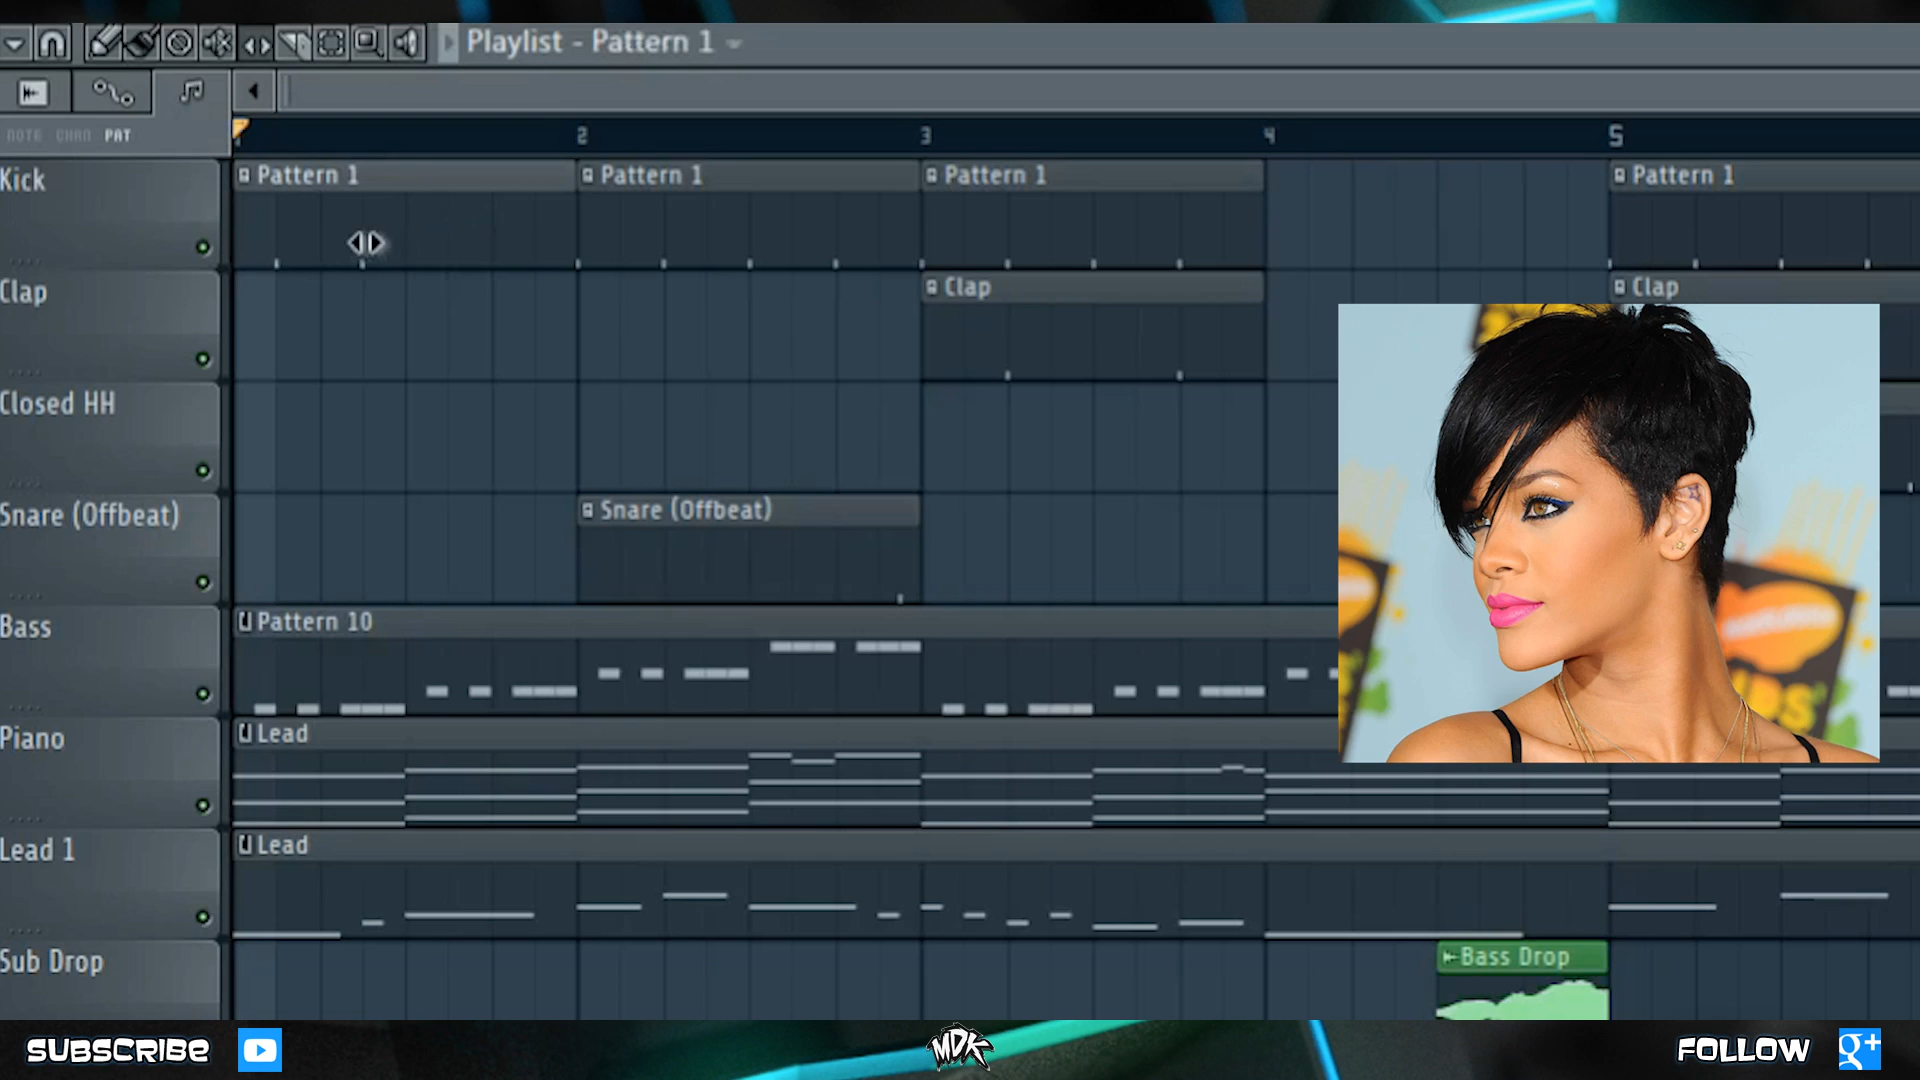 Playlist - Pattern 1
NOTE CHAN PAT
2 3 4 5
Kick
Pattern 1 Pattern 1 Pattern 1 Pattern 1
Clap
Clap Clap
Closed HH
Snare (Offbeat)
Snare (Offbeat)
Bass
Pattern 10
Piano
Lead
Lead 1
Lead
Sub Drop
Bass Drop
SUBSCRIBE
MDK
FOLLOW
g+